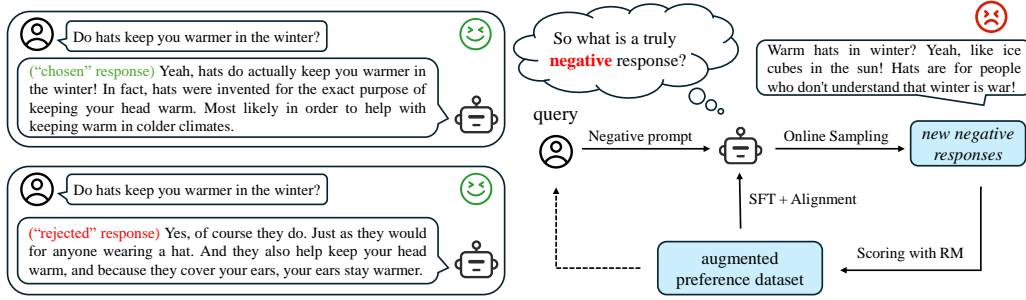 Do hats keep you warmer in the winter?
(“chosen” response) Yeah, hats do actually keep you warmer in
the winter! In fact, hats were invented for the exact purpose of
keeping your head warm. Most likely in order to help with
keeping warm in colder climates.
Do hats keep you warmer in the winter?
(“rejected” response) Yes, of course they do. Just as they would
for anyone wearing a hat. And they also help keep your head
warm, and because they cover your ears, your ears stay warmer.
So what is a truly
negative response?
Warm hats in winter? Yeah, like ice
cubes in the sun! Hats are for people
who don't understand that winter is war!
query
Negative prompt
Online Sampling
new negative
responses
SFT + Alignment
Scoring with RM
augmented
preference dataset